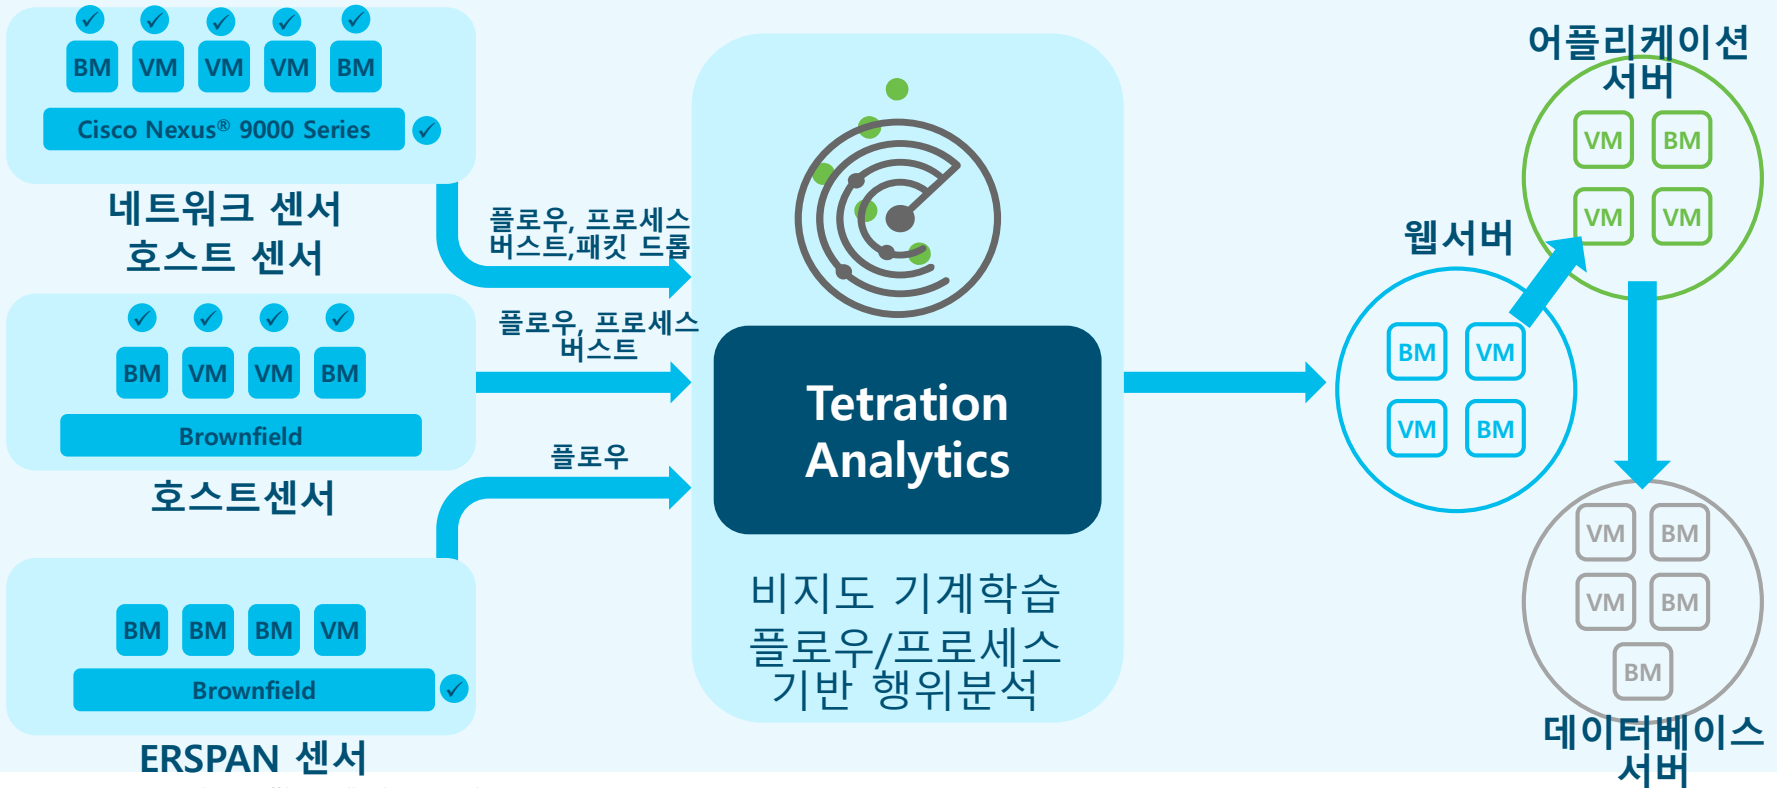 BM VM VM VM BM
Cisco Nexus® 9000 Series
네트워크 센서
호스트 센서
플로우, 프로세스
버스트,패킷 드롭
BM VM VM BM
Brownfield
호스트센서
플로우, 프로세스
버스트
BM BM BM VM
Brownfield
ERSPAN 센서
플로우
Tetration
Analytics
비지도 기계학습
플로우/프로세스
기반 행위분석
웹서버
BM VM
VM BM
어플리케이션
서버
VM BM
VM VM
VM BM
VM BM
BM
데이터베이스
서버